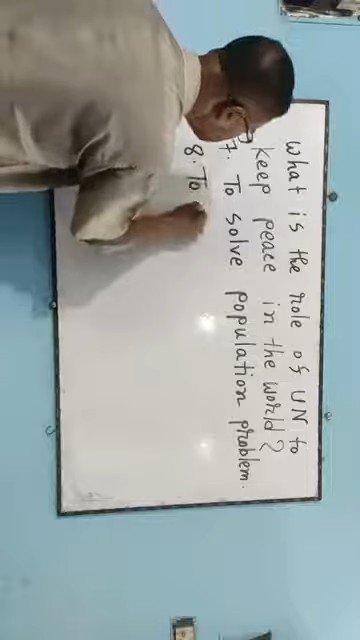 What is the role of UN to
keep peace in the world?
7. To solve population problem.
8. To